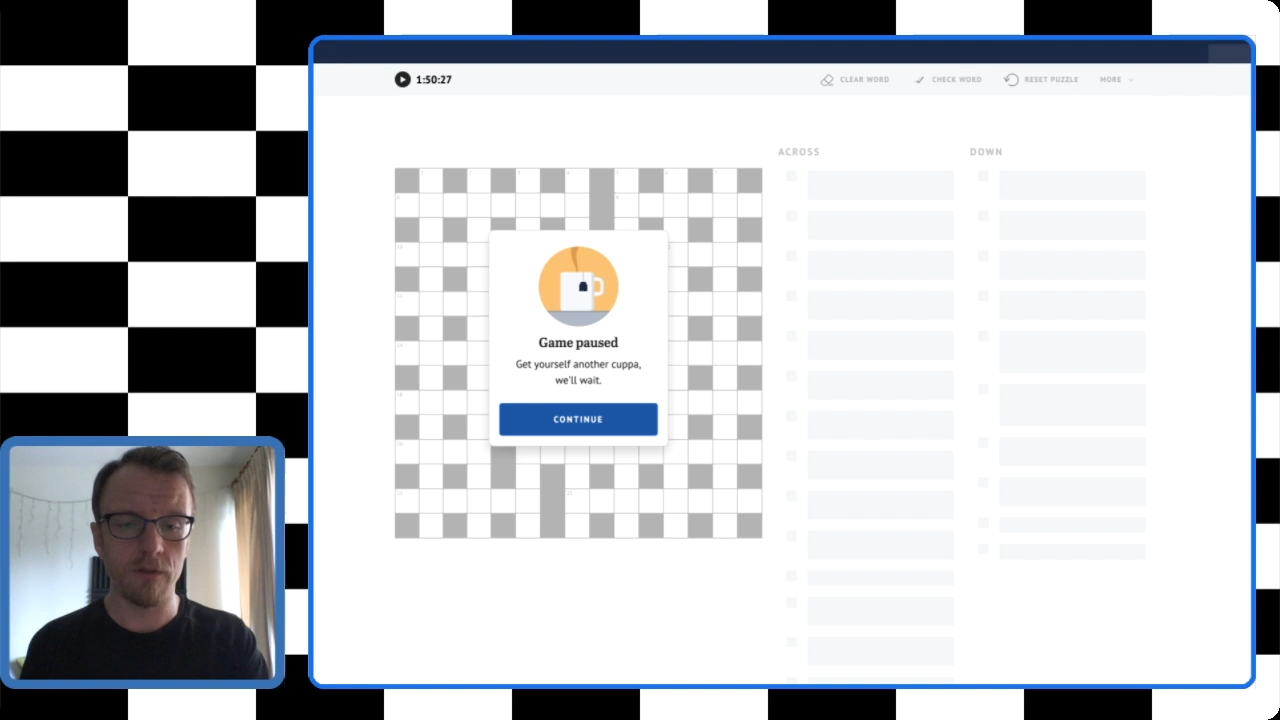 1:50:27
CLEAR WORD
CHECK WORD
RESET PUZZLE
MORE
ACROSS
DOWN
Game paused
Get yourself another cuppa,
we'll wait.
CONTINUE